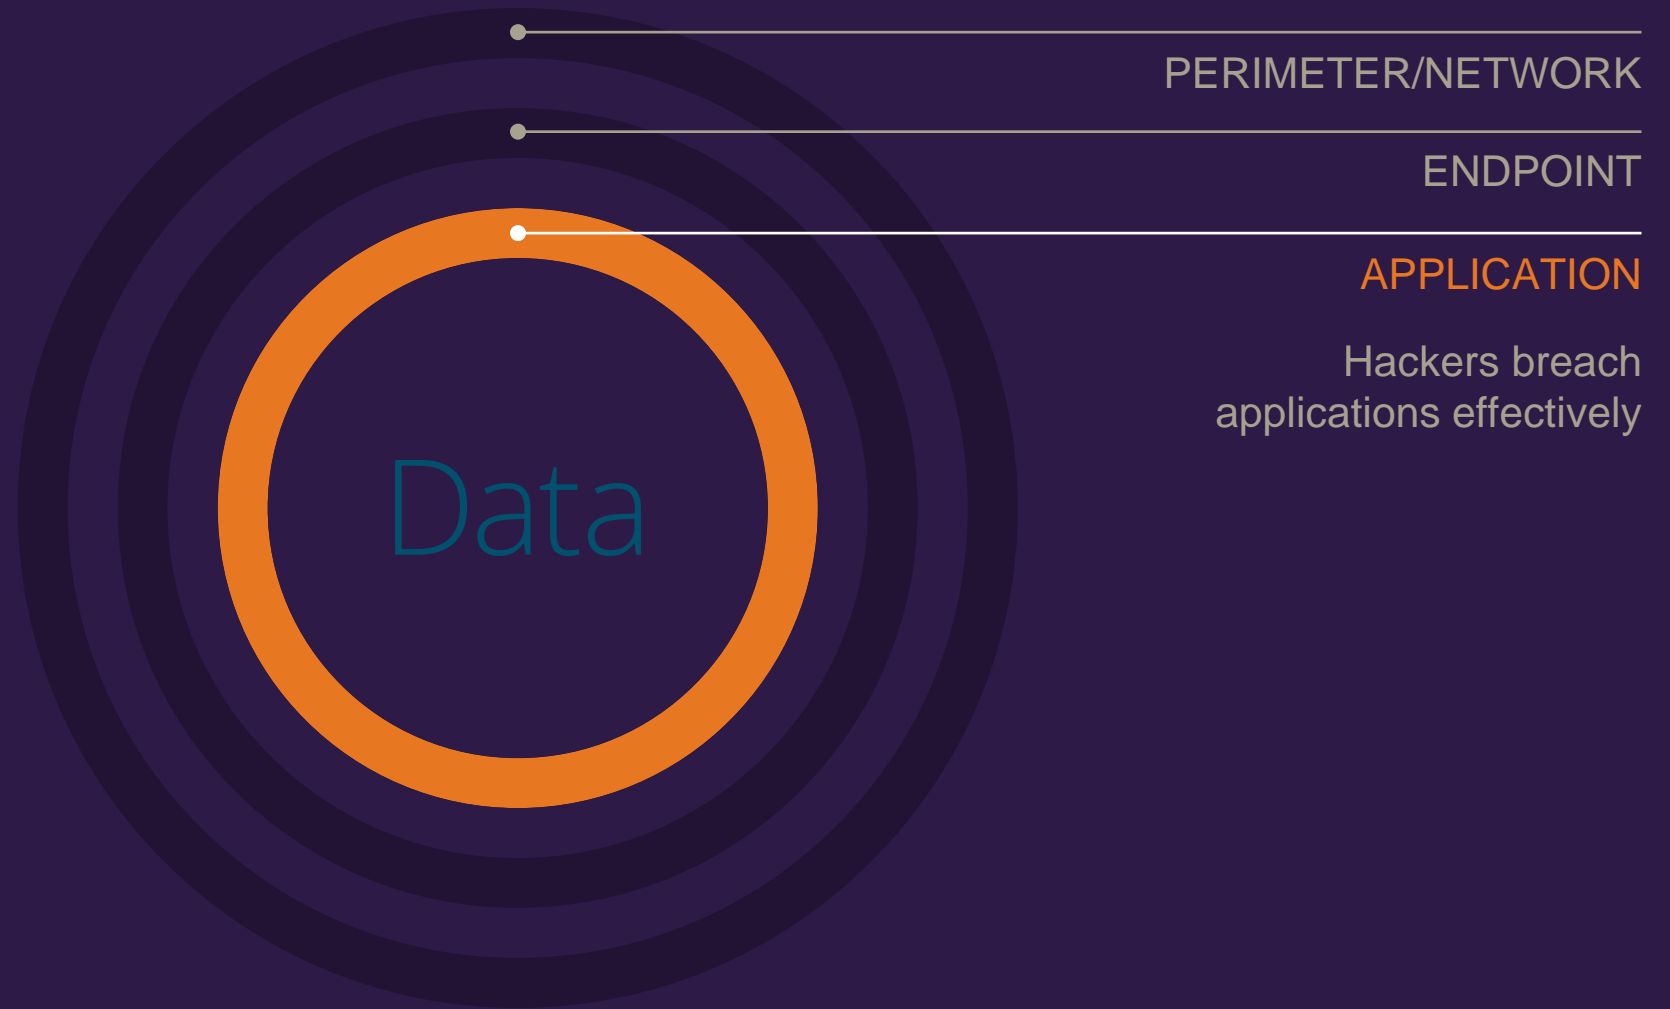 PERIMETER/NETWORK
ENDPOINT
APPLICATION
Hackers breach
applications effectively
Data